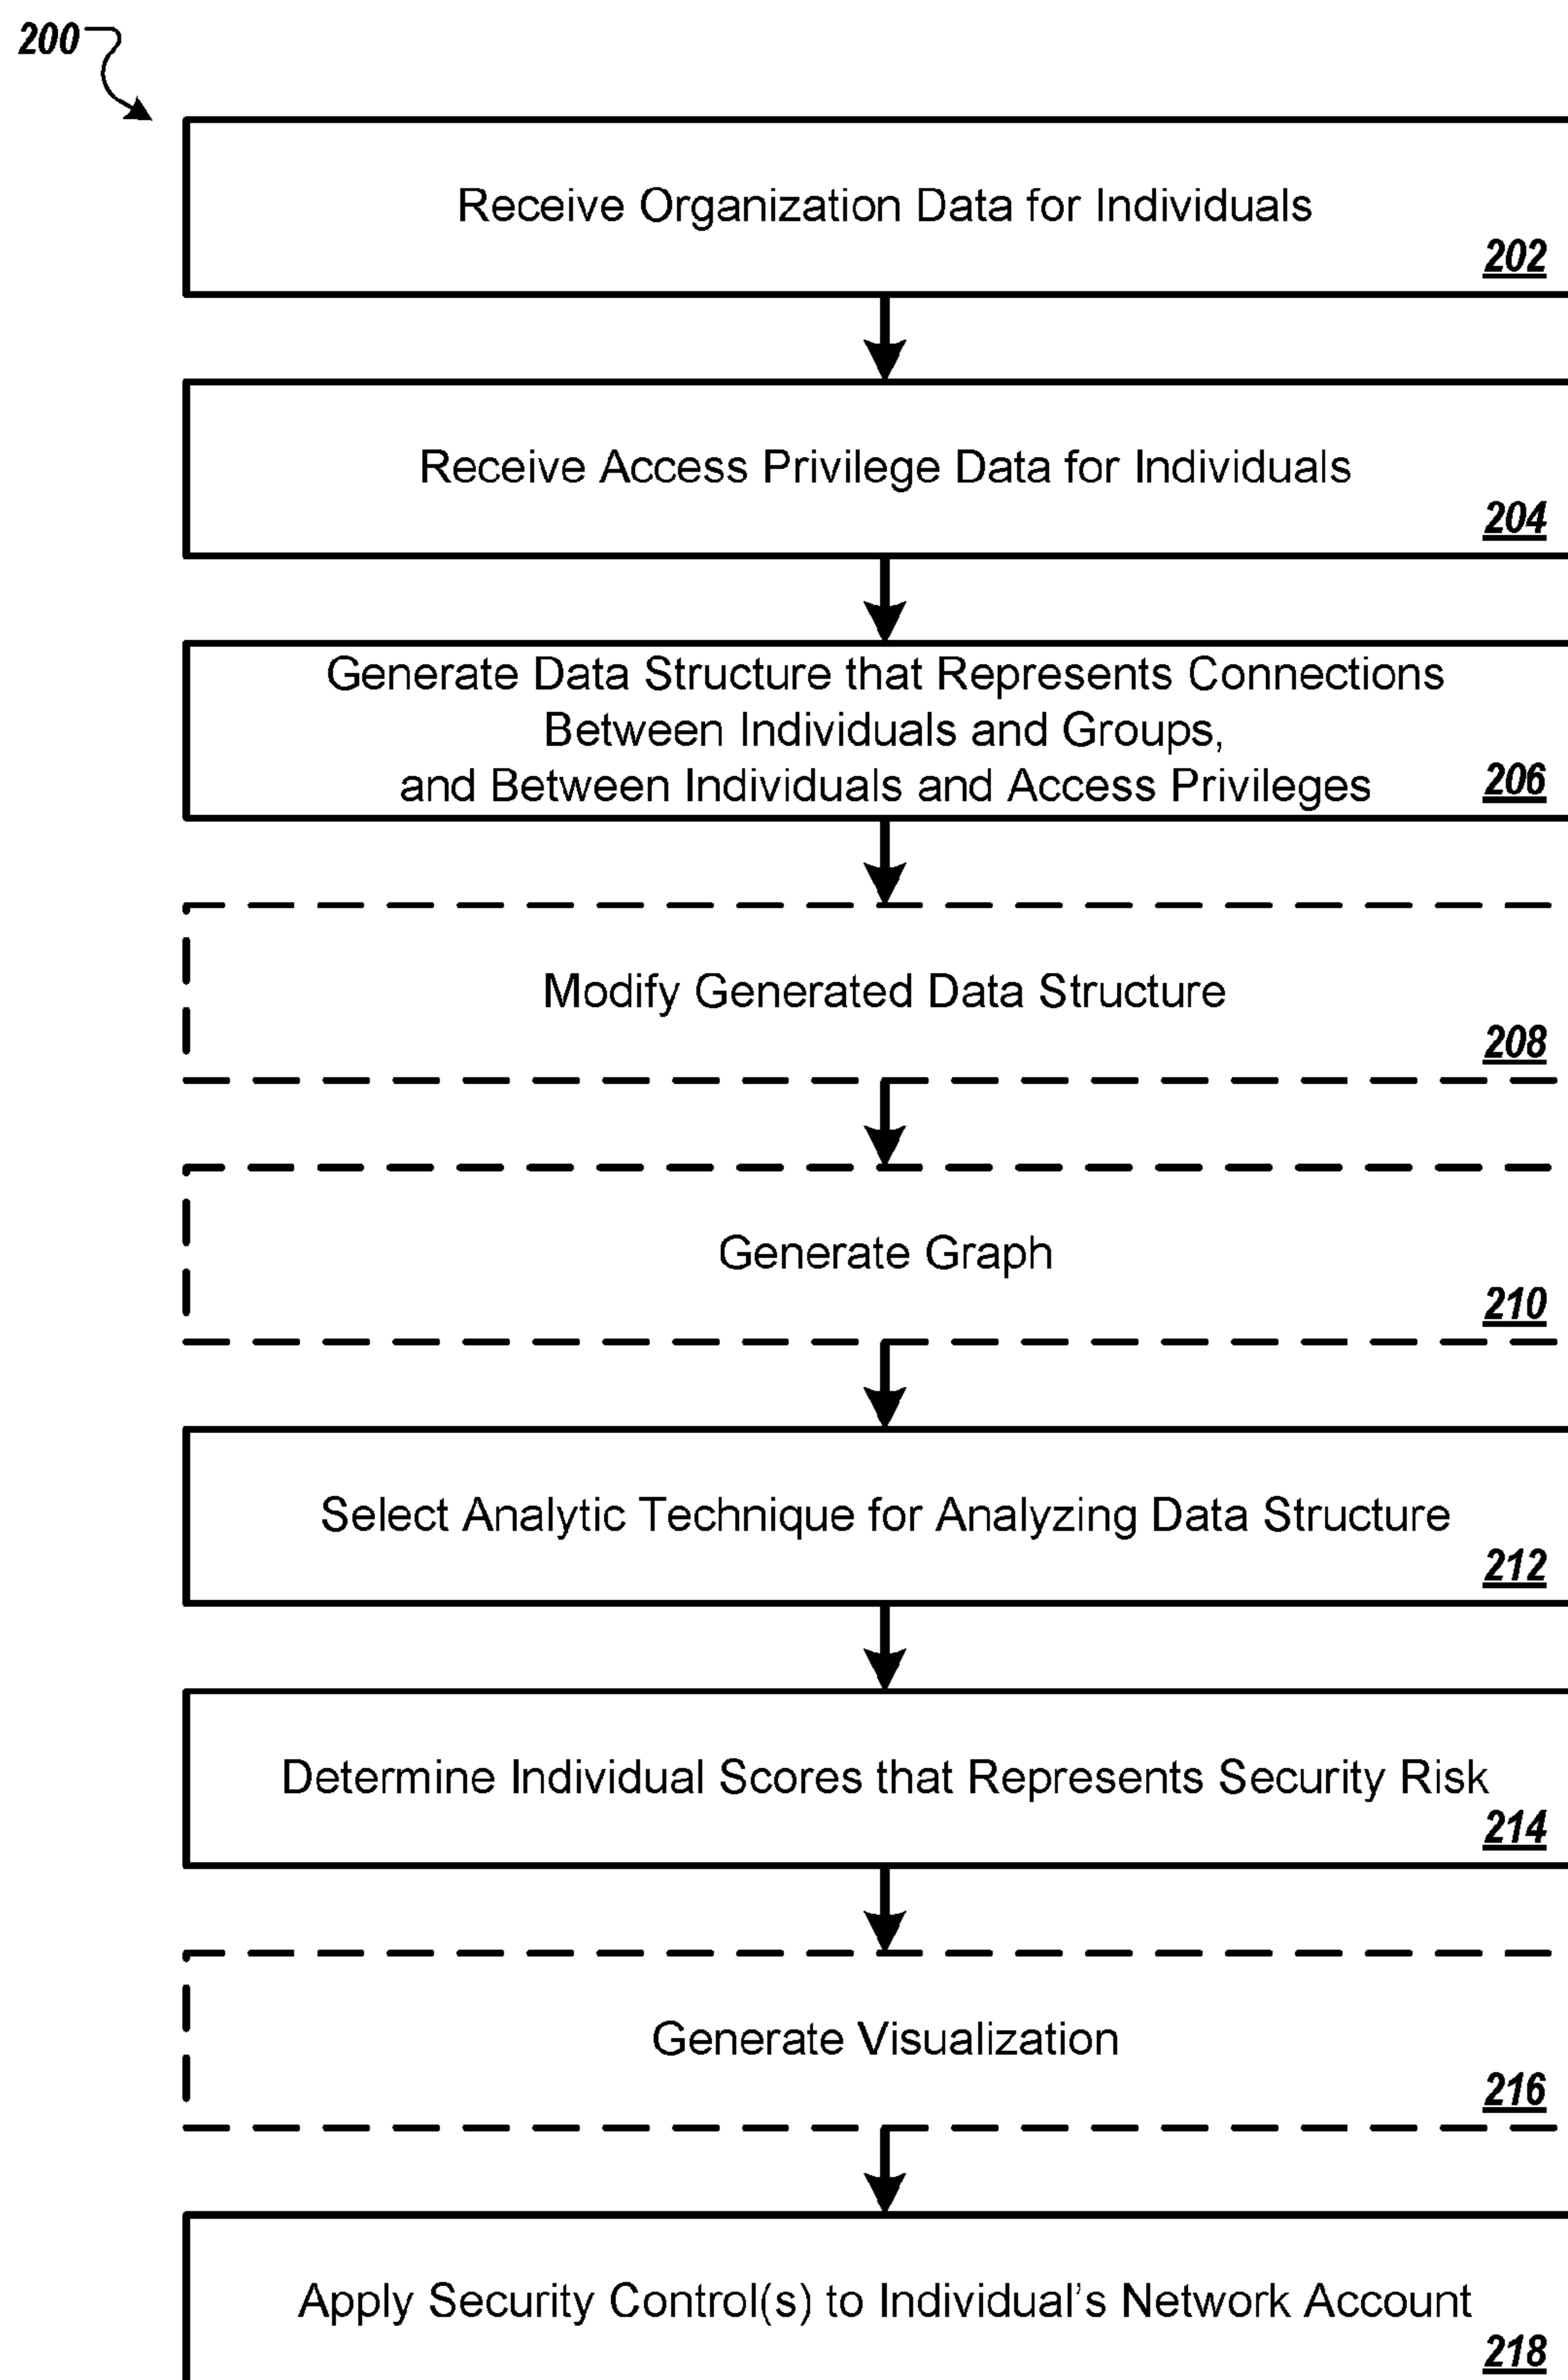 200
Receive Organization Data for Individuals
202
Receive Access Privilege Data for Individuals
204
Generate Data Structure that Represents Connections
Between Individuals and Groups,
and Between Individuals and Access Privileges
206
Modify Generated Data Structure
208
Generate Graph
210
Select Analytic Technique for Analyzing Data Structure
212
Determine Individual Scores that Represents Security Risk
214
Generate Visualization
216
Apply Security Control(s) to Individual's Network Account
218